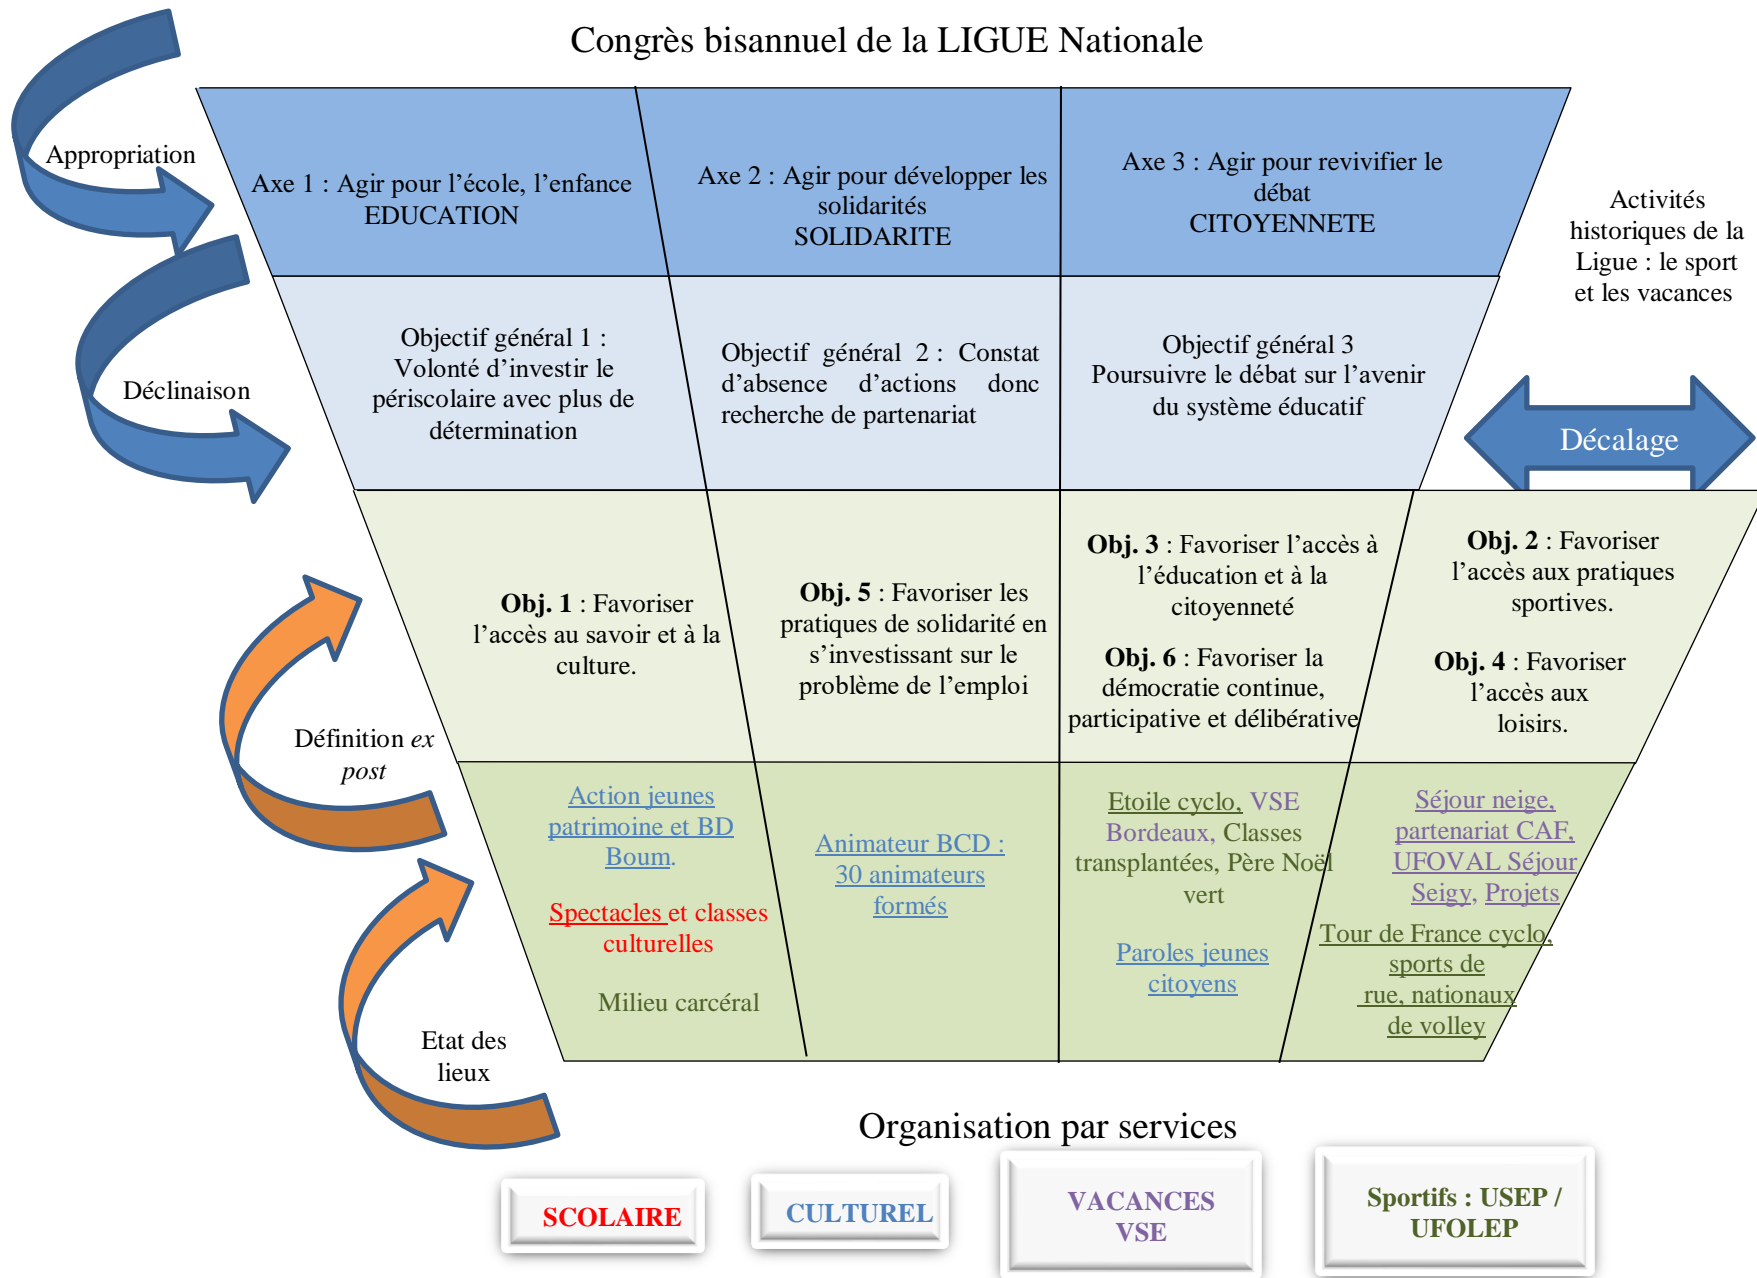 Congrès bisannuel de la LIGUE Nationale
Appropriation
Axe 1 : Agir pour l’école, l’enfance
EDUCATION
Axe 2 : Agir pour développer les
solidarités
SOLIDARITE
Axe 3 : Agir pour revivifier le
débat
CITOYENNETE
Activités
historiques de la
Ligue : le sport
et les vacances
Déclinaison
Objectif général 1 :
Volonté d’investir le
périscolaire avec plus de
détermination
Objectif général 2 : Constat
d’absence d’actions donc
recherche de partenariat
Objectif général 3
Poursuivre le débat sur l’avenir
du système éducatif
Décalage
Obj. 1 : Favoriser
l’accès au savoir et à la
culture.
Obj. 5 : Favoriser les
pratiques de solidarité en
s’investissant sur le
problème de l’emploi
Obj. 3 : Favoriser l’accès à
l’éducation et à la
citoyenneté
Obj. 6 : Favoriser la
démocratie continue,
participative et délibérative
Obj. 2 : Favoriser
l’accès aux pratiques
sportives.
Obj. 4 : Favoriser
l’accès aux
loisirs.
Définition ex
post
Action jeunes
patrimoine et BD
Boum.
Spectacles et classes
culturelles
Milieu carcéral
Animateur BCD :
30 animateurs
formés
Etoile cyclo, VSE
Bordeaux, Classes
transplantées, Père Noël
vert
Paroles jeunes
citoyens
Séjour neige,
partenariat CAF,
UFOVAL Séjour
Seigy, Projets
Tour de France cyclo,
sports de
rue, nationaux
de volley
Etat des
lieux
Organisation par services
SCOLAIRE
CULTUREL
VACANCES
VSE
Sportifs : USEP /
UFOLEP